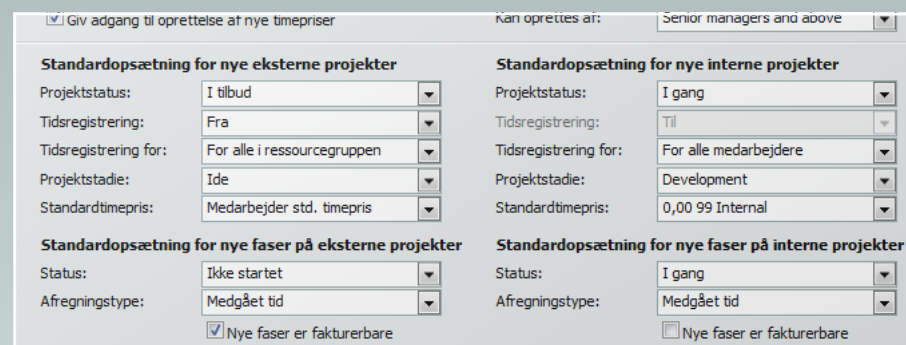 Giv adgang til oprettelse af nye timepriser Kan oprettes af: Senior managers and above
Standardopsætning for nye eksterne projekter
Projektstatus: I tilbud
Tidsregistrering: Fra
Tidsregistrering for: For alle i ressourcegruppen
Projektstadie: Ide
Standardtimepris: Medarbejder std. timepris
Standardopsætning for nye interne projekter
Projektstatus: I gang
Tidsregistrering: Til
Tidsregistrering for: For alle medarbejdere
Projektstadie: Development
Standardtimepris: 0,00 99 Internal
Standardopsætning for nye faser på eksterne projekter
Status: Ikke startet
Afregningstype: Medgået tid
Nye faser er fakturerbare
Standardopsætning for nye faser på interne projekter
Status: I gang
Afregningstype: Medgået tid
Nye faser er fakturerbare